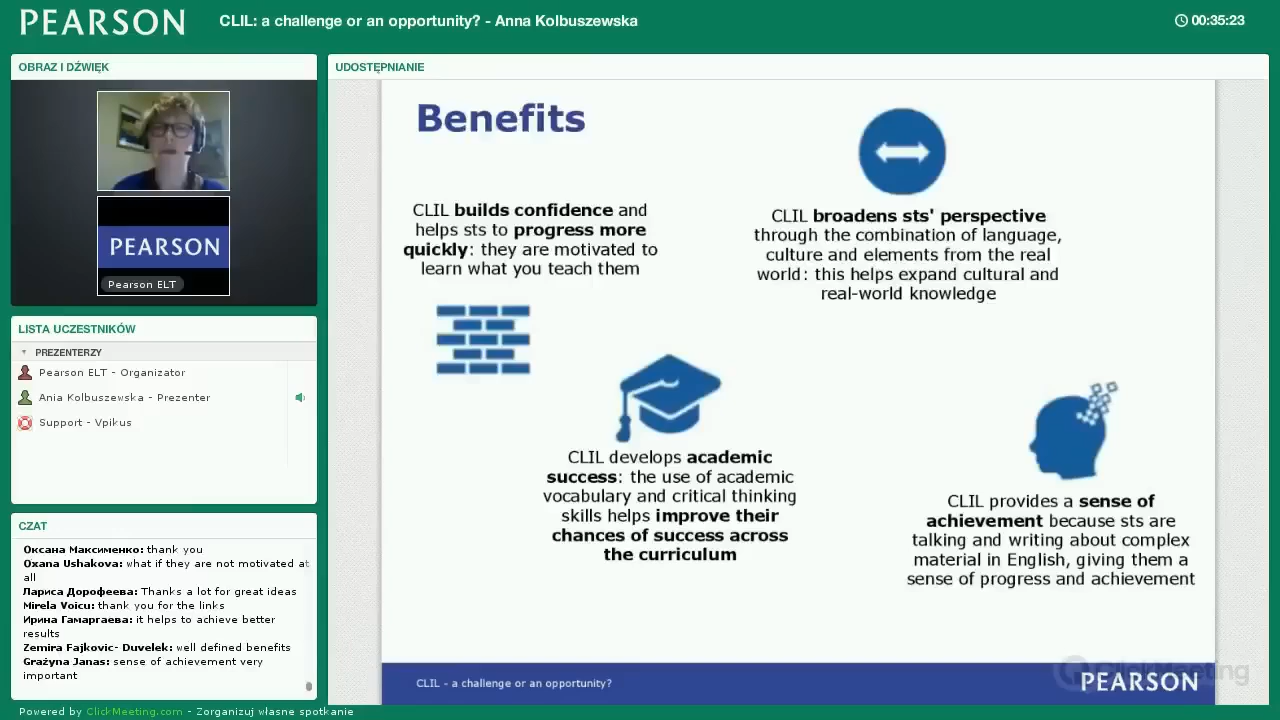 PEARSON
CLIL: a challenge or an opportunity? - Anna Kolbuszewska
00:35:23
OBRAZ I DŹWIĘK
PEARSON
Pearson ELT
LISTA UCZESTNIKÓW
PREZENTERZY
Pearson ELT - Organizator
Ania Kolbuszewska - Prezenter
Support - Vpikus
CZAT
Оксана Максименко: thank you
Oxana Ushakova: what if they are not motivated at
all
Лариса Дорофеева: Thanks a lot for great ideas
Mirela Voicu: thank you for the links
Ирина Гамаргаева: it helps to achieve better
results
Zemira Fajkovic- Duvelek: well defined benefits
Grażyna Janas: sense of achievement very
important
UDOSTĘPNIANIE
Benefits
CLIL builds confidence and
helps sts to progress more
quickly: they are motivated to
learn what you teach them
CLIL broadens sts' perspective
through the combination of language,
culture and elements from the real
world: this helps expand cultural and
real-world knowledge
CLIL develops academic
success: the use of academic
vocabulary and critical thinking
skills helps improve their
chances of success across
the curriculum
CLIL provides a sense of
achievement because sts are
talking and writing about complex
material in English, giving them a
sense of progress and achievement
CLIL - a challenge or an opportunity?
ClickMeeting
PEARSON
Powered by ClickMeeting.com - Zorganizuj własne spotkanie